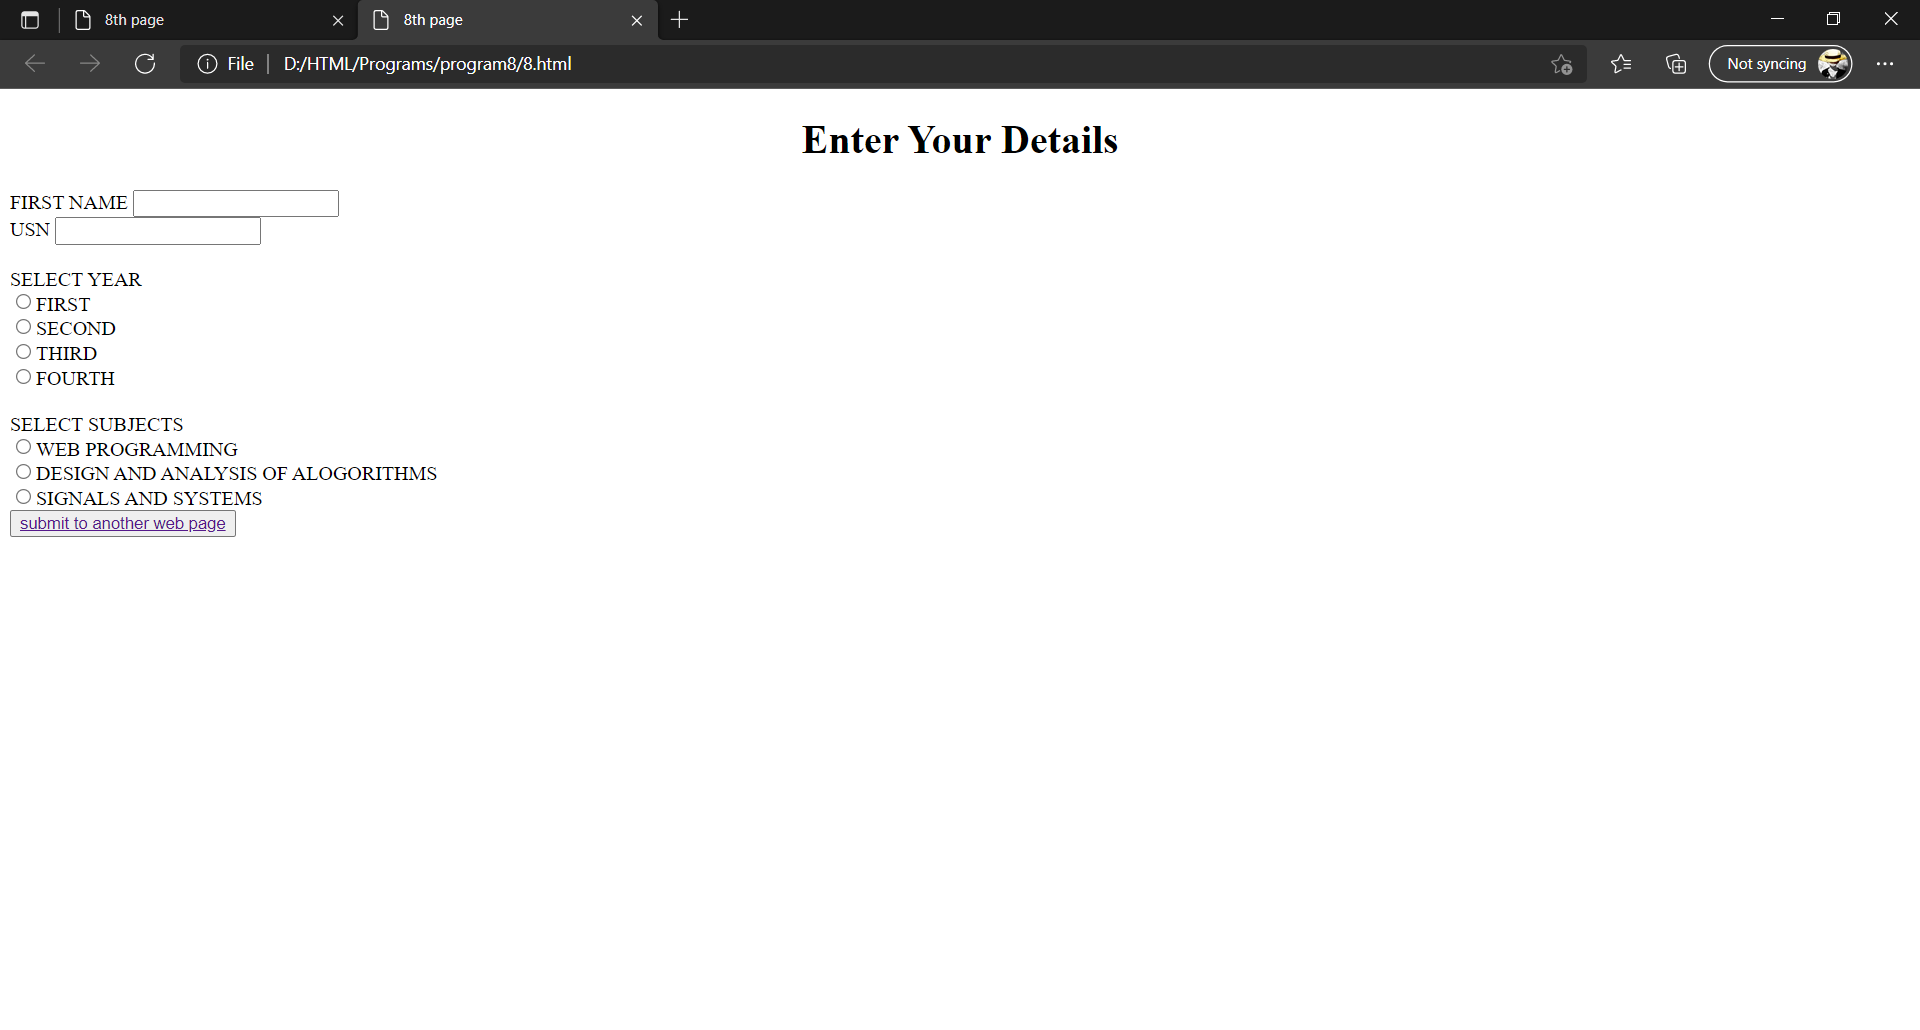 8th page
8th page
File
D:/HTML/Programs/program8/8.html
Not syncing
Enter Your Details
FIRST NAME
USN
SELECT YEAR
FIRST
SECOND
THIRD
FOURTH
SELECT SUBJECTS
WEB PROGRAMMING
DESIGN AND ANALYSIS OF ALOGORITHMS
SIGNALS AND SYSTEMS
submit to another web page